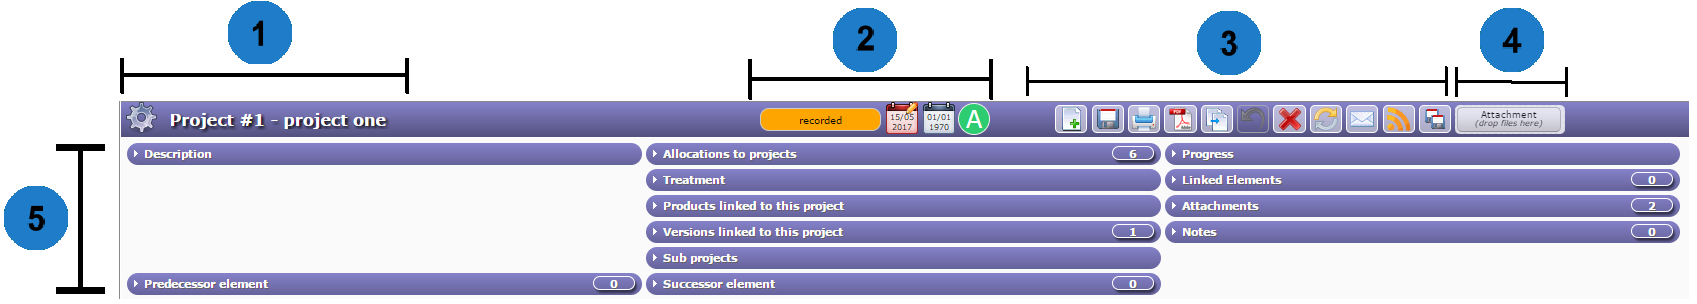 1
2
3
4
Project #1 - project one
recorded
15/05
2017
01/01
1970
A
PDF
Attachment
(drop files here)
5
Description
Allocations to projects 6
Progress
Treatment
Linked Elements 0
Products linked to this project
Attachments 2
Versions linked to this project 1
Notes 0
Sub projects
Predecessor element 0
Successor element 0